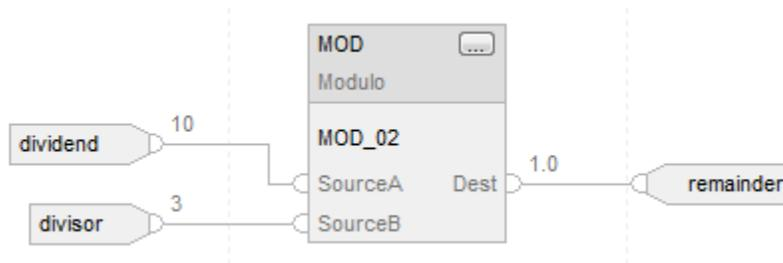 MOD
...
Modulo
10
dividend
MOD_02
SourceA
Dest
1.0
remainder
3
divisor
SourceB